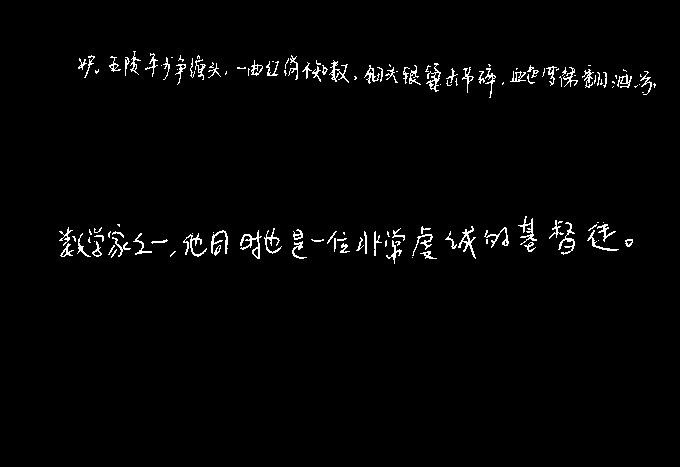 妒。五陵年少争缠头,一曲红绡不知数。钿头银篦击节碎,血色罗裙翻酒污。
数学家之一,他同时也是一位非常虔诚的基督徒。